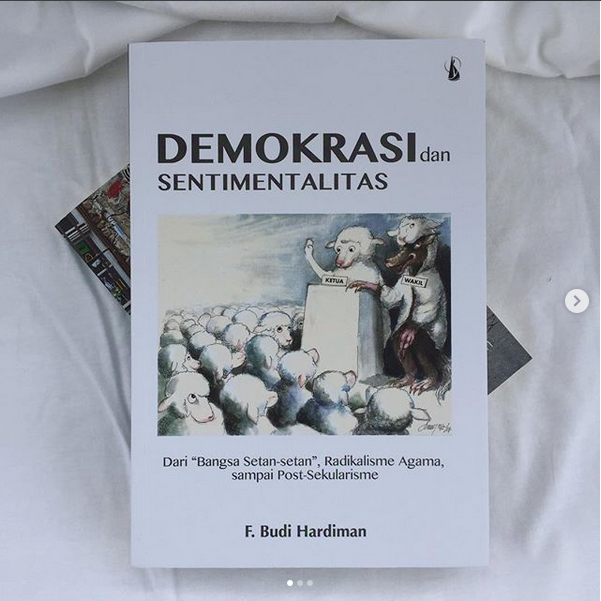 DEMOKRASI dan
SENTIMENTALITAS
KETUA
WAKIL
Dari “Bangsa Setan-setan”, Radikalisme Agama,
sampai Post-Sekularisme
F. Budi Hardiman